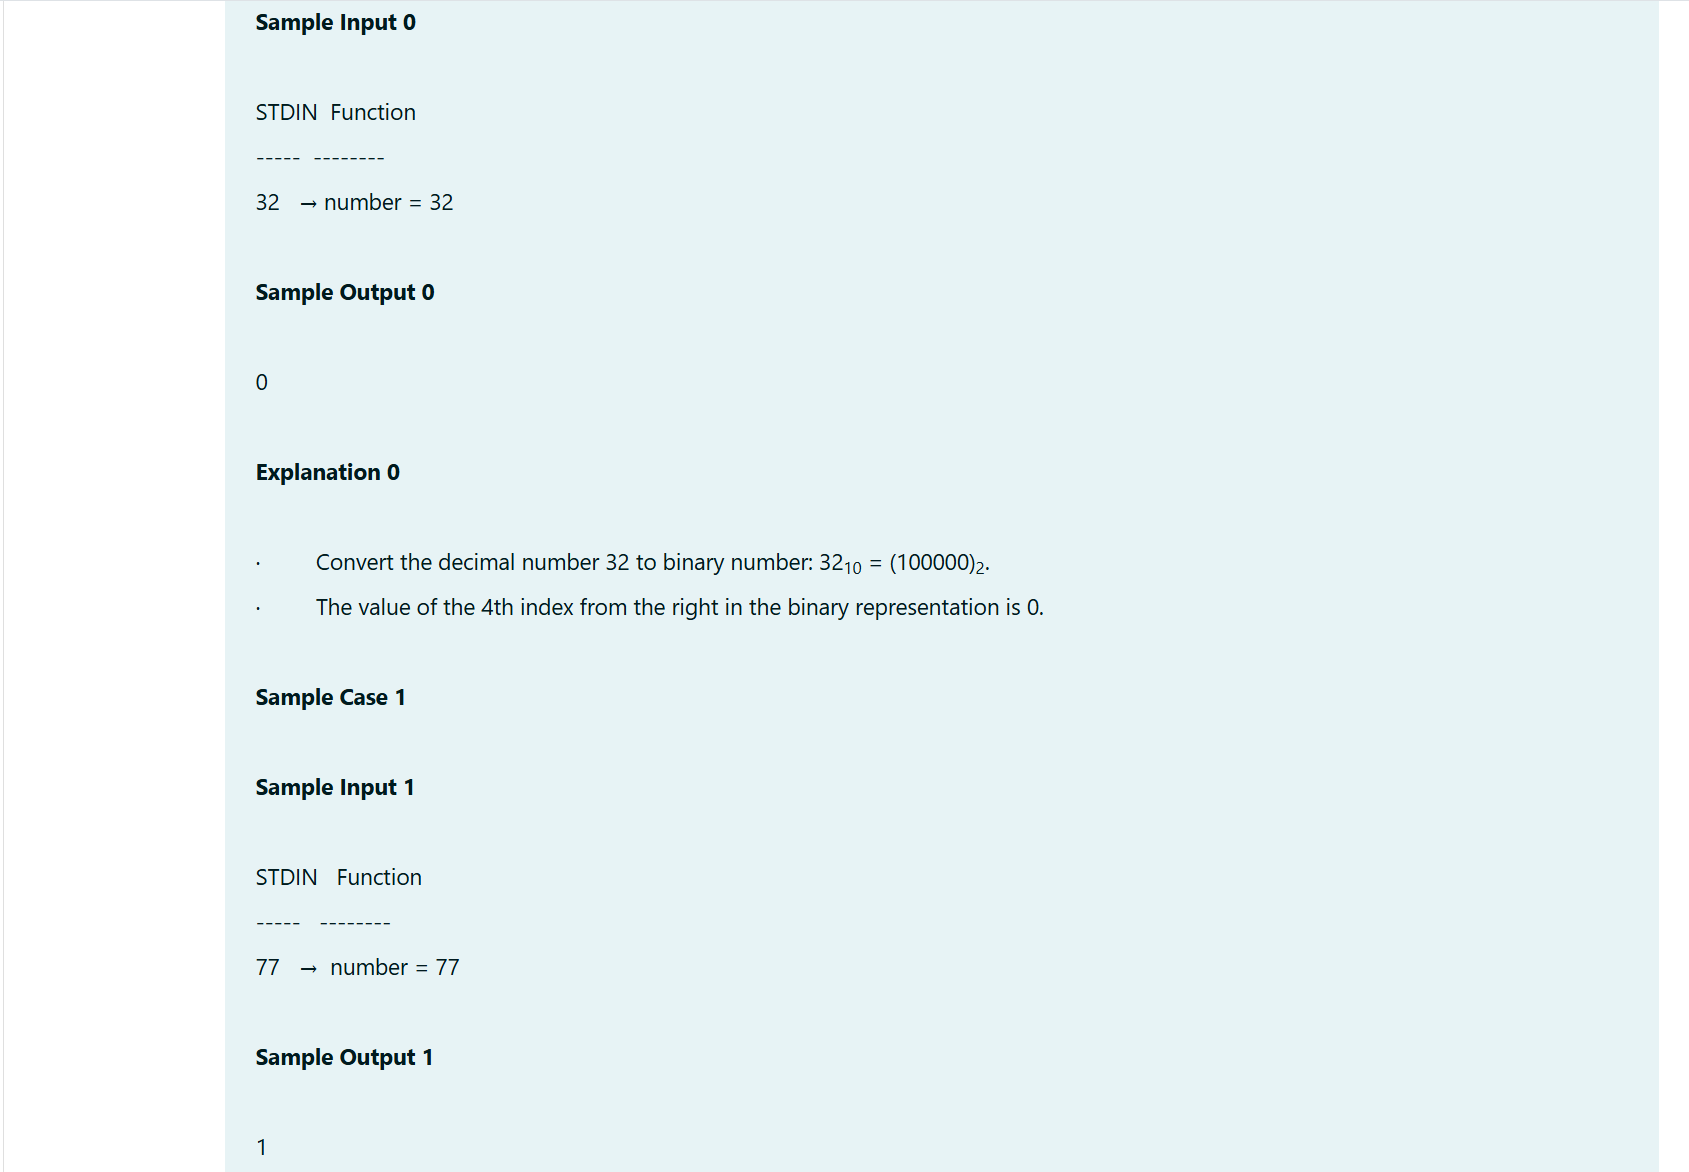 Sample Input 0
STDIN  Function
-----  --------
32   → number = 32
Sample Output 0
0
Explanation 0
·	Convert the decimal number 32 to binary number: 32₁₀ = (100000)₂.
·	The value of the 4th index from the right in the binary representation is 0.
Sample Case 1
Sample Input 1
STDIN   Function
-----   --------
77   →  number = 77
Sample Output 1
1